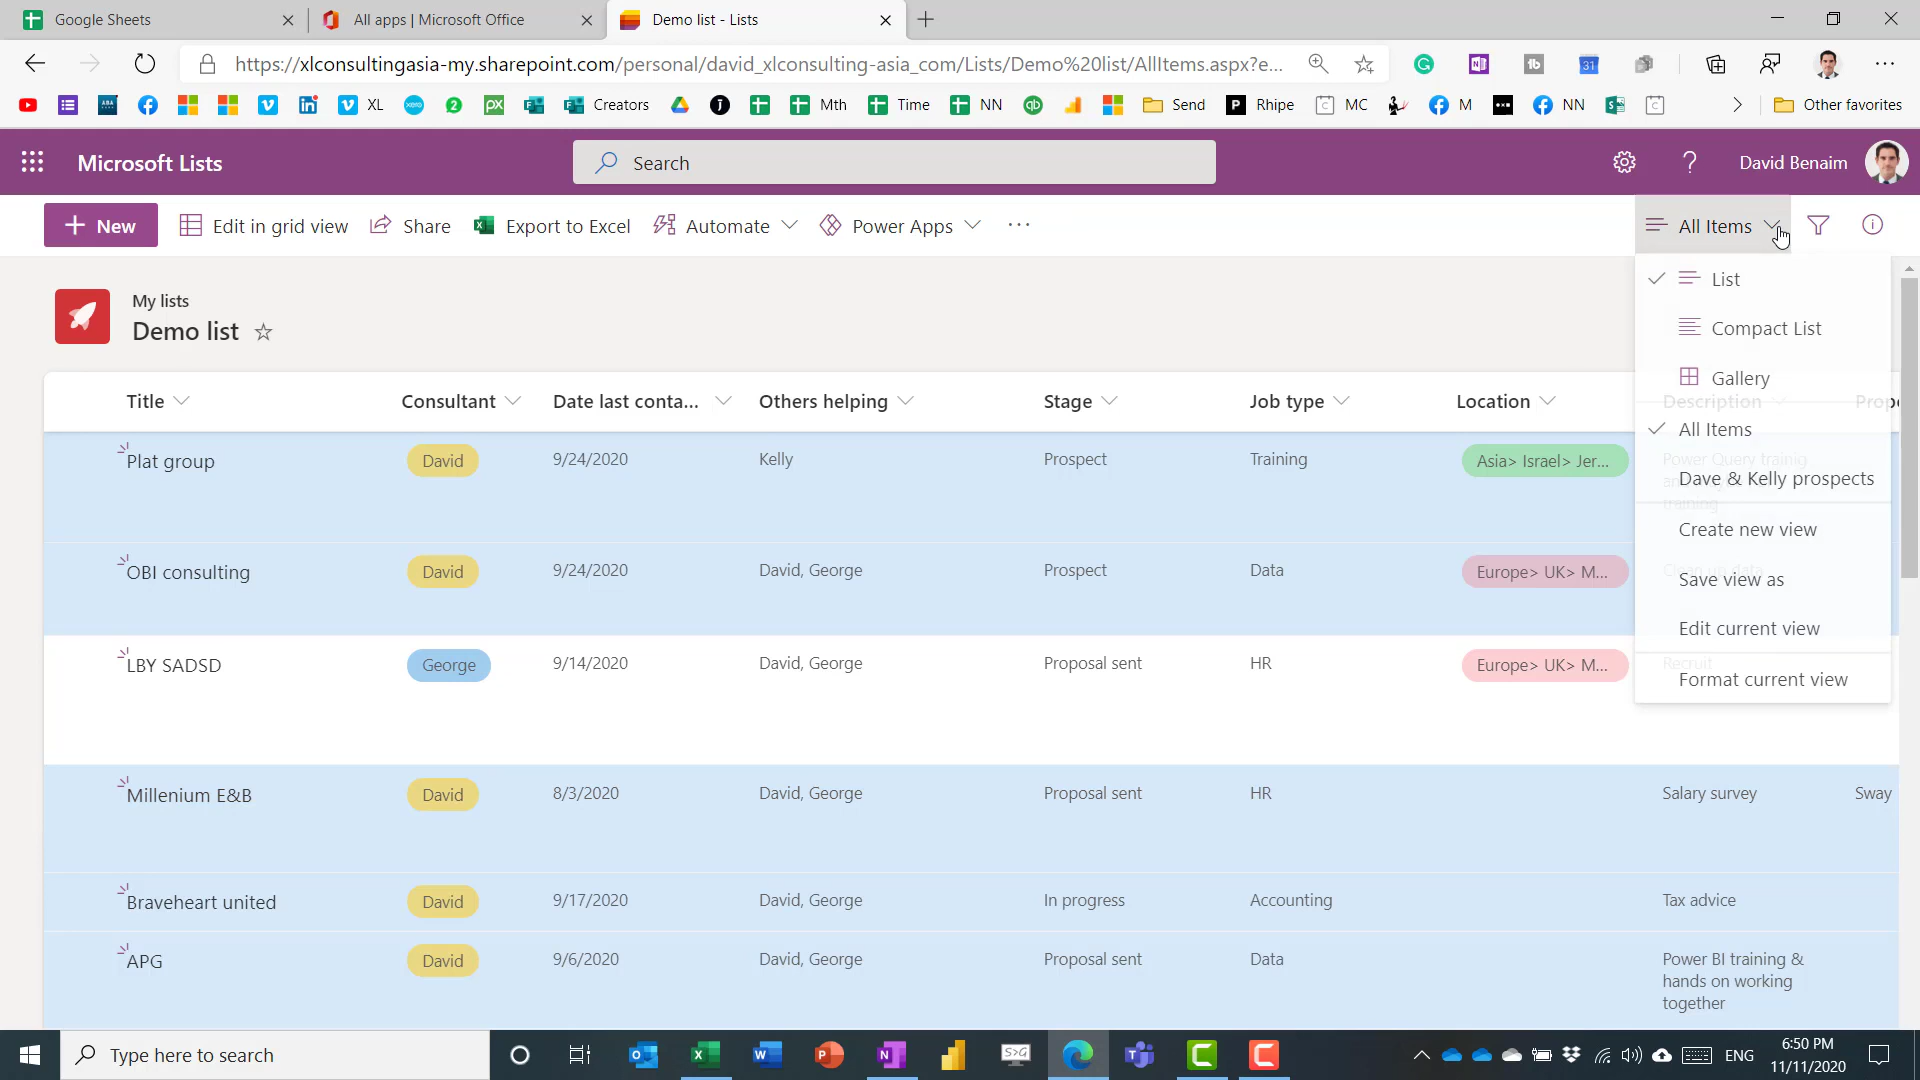 Google Sheets
All apps | Microsoft Office
Demo list - Lists
https://xlconsultingasia-my.sharepoint.com/personal/david_xlconsulting-asia_com/Lists/Demo%20list/AllItems.aspx?e...
XL
Creators
Mth
Time
NN
Send
Rhipe
MC
M
NN
Other favorites
Microsoft Lists
Search
David Benaim
New
Edit in grid view
Share
Export to Excel
Automate
Power Apps
All Items
List
Compact List
Gallery
All Items
Dave & Kelly prospects
Create new view
Save view as
Edit current view
Format current view
My lists
Demo list
Title Consultant Date last conta... Others helping Stage Job type Location Description
Plat group David 9/24/2020 Kelly Prospect Training Asia> Israel> Jer...
OBI consulting David 9/24/2020 David, George Prospect Data Europe> UK> M...
LBY SADSD George 9/14/2020 David, George Proposal sent HR Europe> UK> M... Recruit
Millenium E&B David 8/3/2020 David, George Proposal sent HR Salary survey Sway
Braveheart united David 9/17/2020 David, George In progress Accounting Tax advice
APG David 9/6/2020 David, George Proposal sent Data Power BI training &
hands on working
together
Type here to search
ENG
6:50 PM
11/11/2020